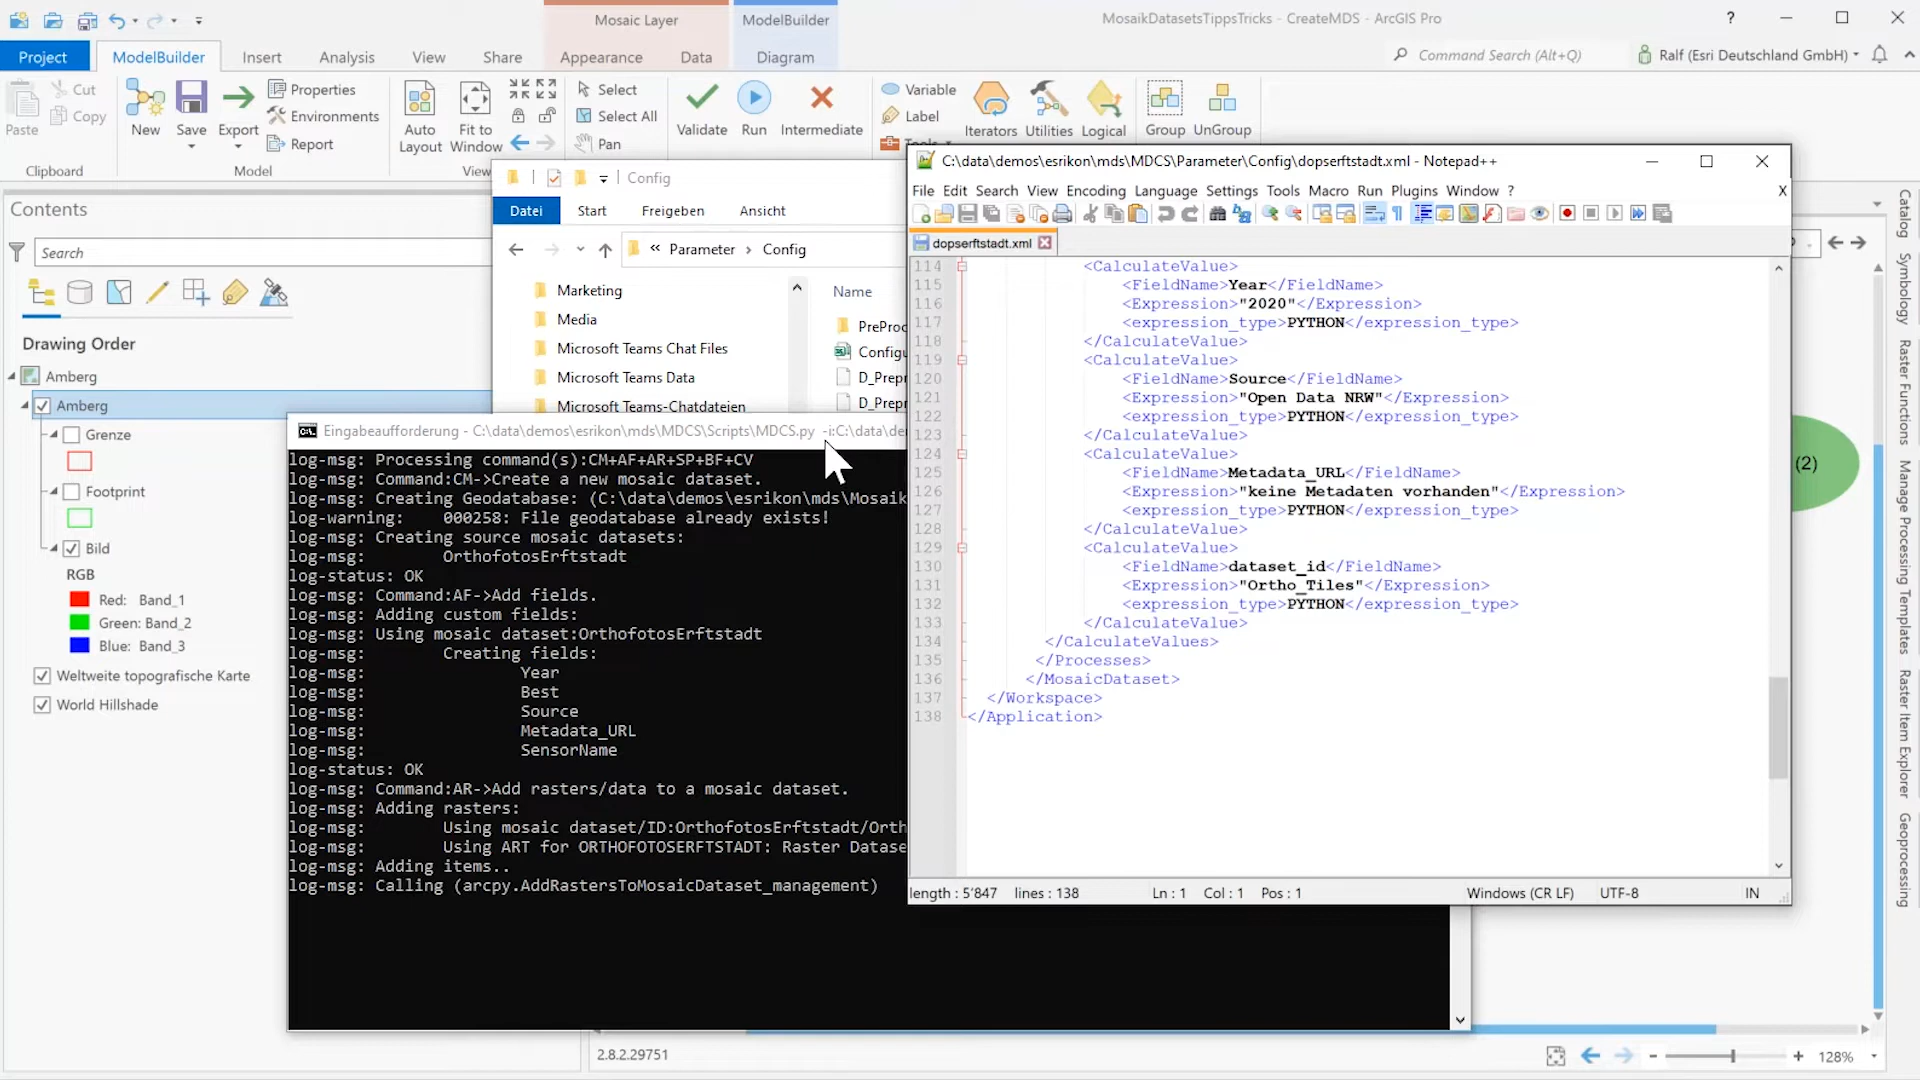 Mosaic Layer
ModelBuilder
MosaikDatasetsTippsTricks - CreateMDS - ArcGIS Pro
?
Project
ModelBuilder
Insert
Analysis
View
Share
Appearance
Data
Diagram
Command Search (Alt+Q)
Ralf (Esri Deutschland GmbH)
Paste
Cut
Copy
Clipboard
New
Save
Export
Properties
Environments
Report
Model
Auto Layout
Fit to Window
View
Select
Select All
Pan
Validate
Run
Intermediate
Variable
Label
Iterators
Utilities
Logical
Group
UnGroup
Contents
Search
Drawing Order
Amberg
Amberg
Grenze
Footprint
Bild
RGB
Red: Band_1
Green: Band_2
Blue: Band_3
Weltweite topografische Karte
World Hillshade
Config
Datei
Start
Freigeben
Ansicht
« Parameter › Config
Marketing
Media
Microsoft Teams Chat Files
Microsoft Teams Data
Microsoft Teams-Chatdateien
Name
PreProc
Configu
D_Prepr
D_Prepr
Eingabeaufforderung - C:\data\demos\esrikon\mds\MDCS\Scripts\MDCS.py -i:C:\data\de
log-msg: Processing command(s):CM+AF+AR+SP+BF+CV
log-msg: Command:CM->Create a new mosaic dataset.
log-msg: Creating Geodatabase: (C:\data\demos\esrikon\mds\Mosaik
log-warning: 000258: File geodatabase already exists!
log-msg: Creating source mosaic datasets:
log-msg: OrthofotosErftstadt
log-status: OK
log-msg: Command:AF->Add fields.
log-msg: Adding custom fields:
log-msg: Using mosaic dataset:OrthofotosErftstadt
log-msg: Creating fields:
log-msg: Year
log-msg: Best
log-msg: Source
log-msg: Metadata_URL
log-msg: SensorName
log-status: OK
log-msg: Command:AR->Add rasters/data to a mosaic dataset.
log-msg: Adding rasters:
log-msg: Using mosaic dataset/ID:OrthofotosErftstadt/Orth
log-msg: Using ART for ORTHOFOTOSERFTSTADT: Raster Datase
log-msg: Adding items..
log-msg: Calling (arcpy.AddRastersToMosaicDataset_management)
C:\data\demos\esrikon\mds\MDCS\Parameter\Config\dopserftstadt.xml - Notepad++
File Edit Search View Encoding Language Settings Tools Macro Run Plugins Window ?
X
dopserftstadt.xml
114 <CalculateValue>
115 <FieldName>Year</FieldName>
116 <Expression>"2020"</Expression>
117 <expression_type>PYTHON</expression_type>
118 </CalculateValue>
119 <CalculateValue>
120 <FieldName>Source</FieldName>
121 <Expression>"Open Data NRW"</Expression>
122 <expression_type>PYTHON</expression_type>
123 </CalculateValue>
124 <CalculateValue>
125 <FieldName>Metadata_URL</FieldName>
126 <Expression>"keine Metadaten vorhanden"</Expression>
127 <expression_type>PYTHON</expression_type>
128 </CalculateValue>
129 <CalculateValue>
130 <FieldName>dataset_id</FieldName>
131 <Expression>"Ortho_Tiles"</Expression>
132 <expression_type>PYTHON</expression_type>
133 </CalculateValue>
134 </CalculateValues>
135 </Processes>
136 </MosaicDataset>
137 </Workspace>
138 </Application>
length : 5'847 lines : 138
Ln : 1 Col : 1 Pos : 1
Windows (CR LF)
UTF-8
IN
(2)
Catalog
Symbology
Raster Functions
Manage Processing Templates
Raster Item Explorer
Geoprocessing
2.8.2.29751
128%